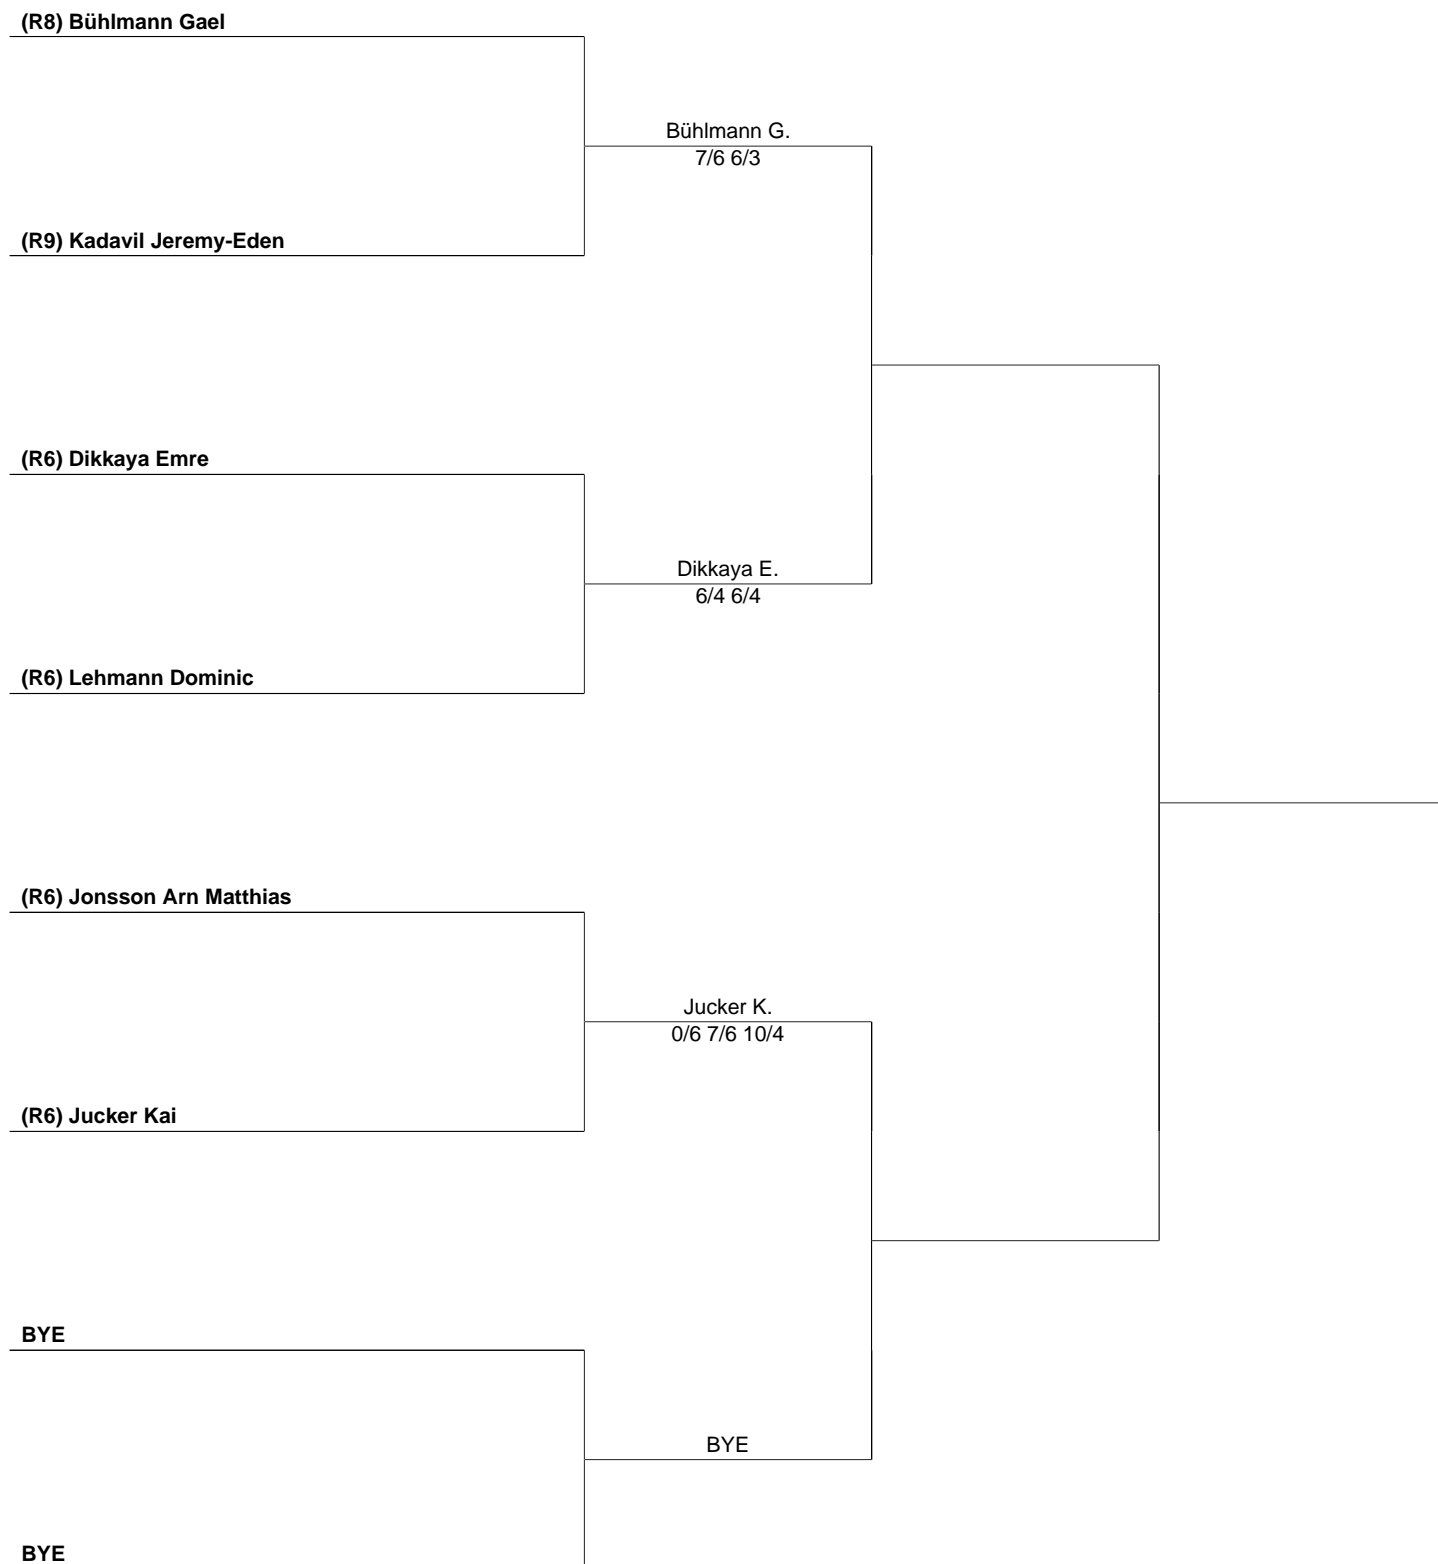 (R8) Bühlmann Gael
Bühlmann G.
7/6 6/3
(R9) Kadavil Jeremy-Eden
(R6) Dikkaya Emre
Dikkaya E.
6/4 6/4
(R6) Lehmann Dominic
(R6) Jonsson Arn Matthias
Jucker K.
0/6 7/6 10/4
(R6) Jucker Kai
BYE
BYE
BYE